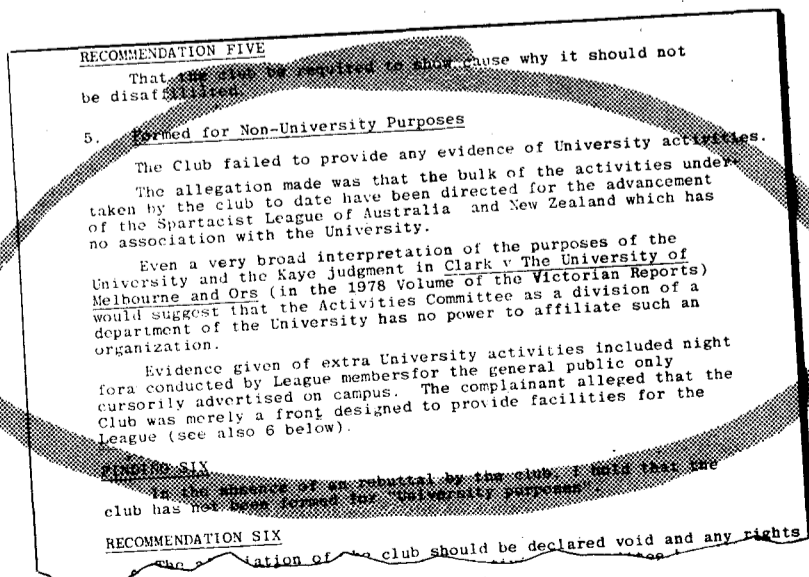 RECOMMENDATION FIVE
That the club be required to show cause why it should not
be disaffiliated.
5. Formed for Non-University Purposes
The Club failed to provide any evidence of University activities.
The allegation made was that the bulk of the activities under-
taken by the club to date have been directed for the advancement
of the Spartacist League of Australia and New Zealand which has
no association with the University.
Even a very broad interpretation of the purposes of the
University and the Kaye judgment in Clark v The University of
Melbourne and Ors (in the 1978 Volume of the Victorian Reports)
would suggest that the Activities Committee as a division of a
department of the University has no power to affiliate such an
organization.
Evidence given of extra University activities included night
fora conducted by League membersfor the general public only
cursorily advertised on campus. The complainant alleged that the
Club was merely a front designed to provide facilities for the
League (see also 6 below).
FINDING SIX
In the absence of an rebuttal by the club, I hold that the
club has not been formed for "University purposes".
RECOMMENDATION SIX
The of the club should be declared void and any rights